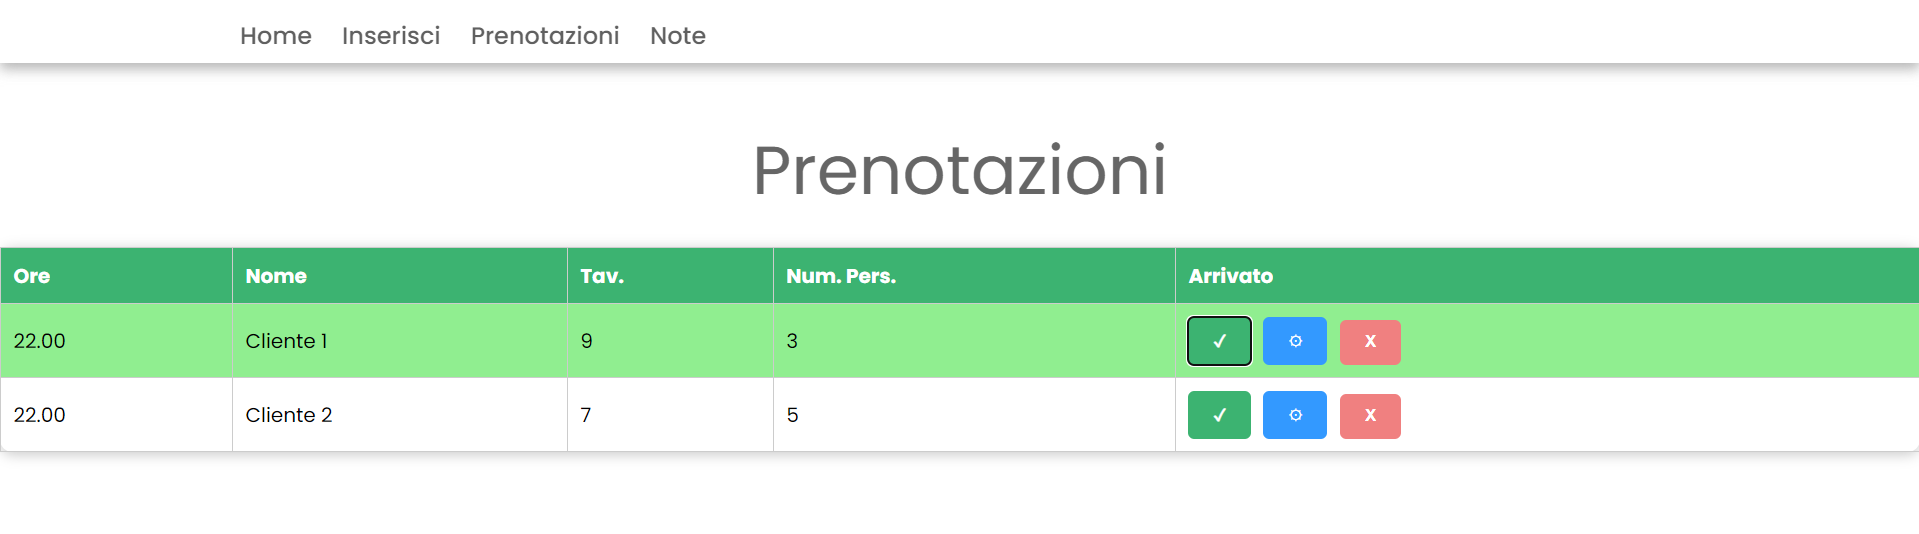 Home Inserisci Prenotazioni Note
Prenotazioni
Ore Nome Tav. Num. Pers. Arrivato
22.00 Cliente 1 9 3 ✓ ⚙ X
22.00 Cliente 2 7 5 ✓ ⚙ X